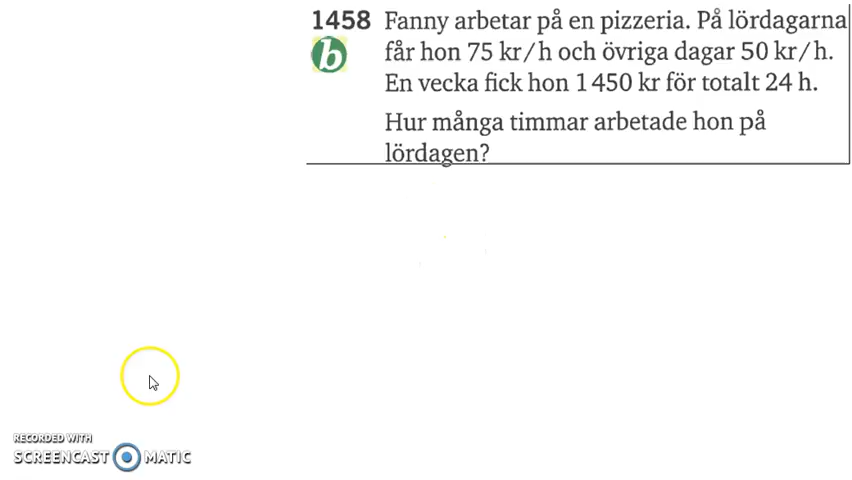 1458 Fanny arbetar på en pizzeria. På lördagarna
b får hon 75 kr/h och övriga dagar 50 kr/h.
En vecka fick hon 1 450 kr för totalt 24 h.
Hur många timmar arbetade hon på
lördagen?
RECORDED WITH
SCREENCAST MATIC